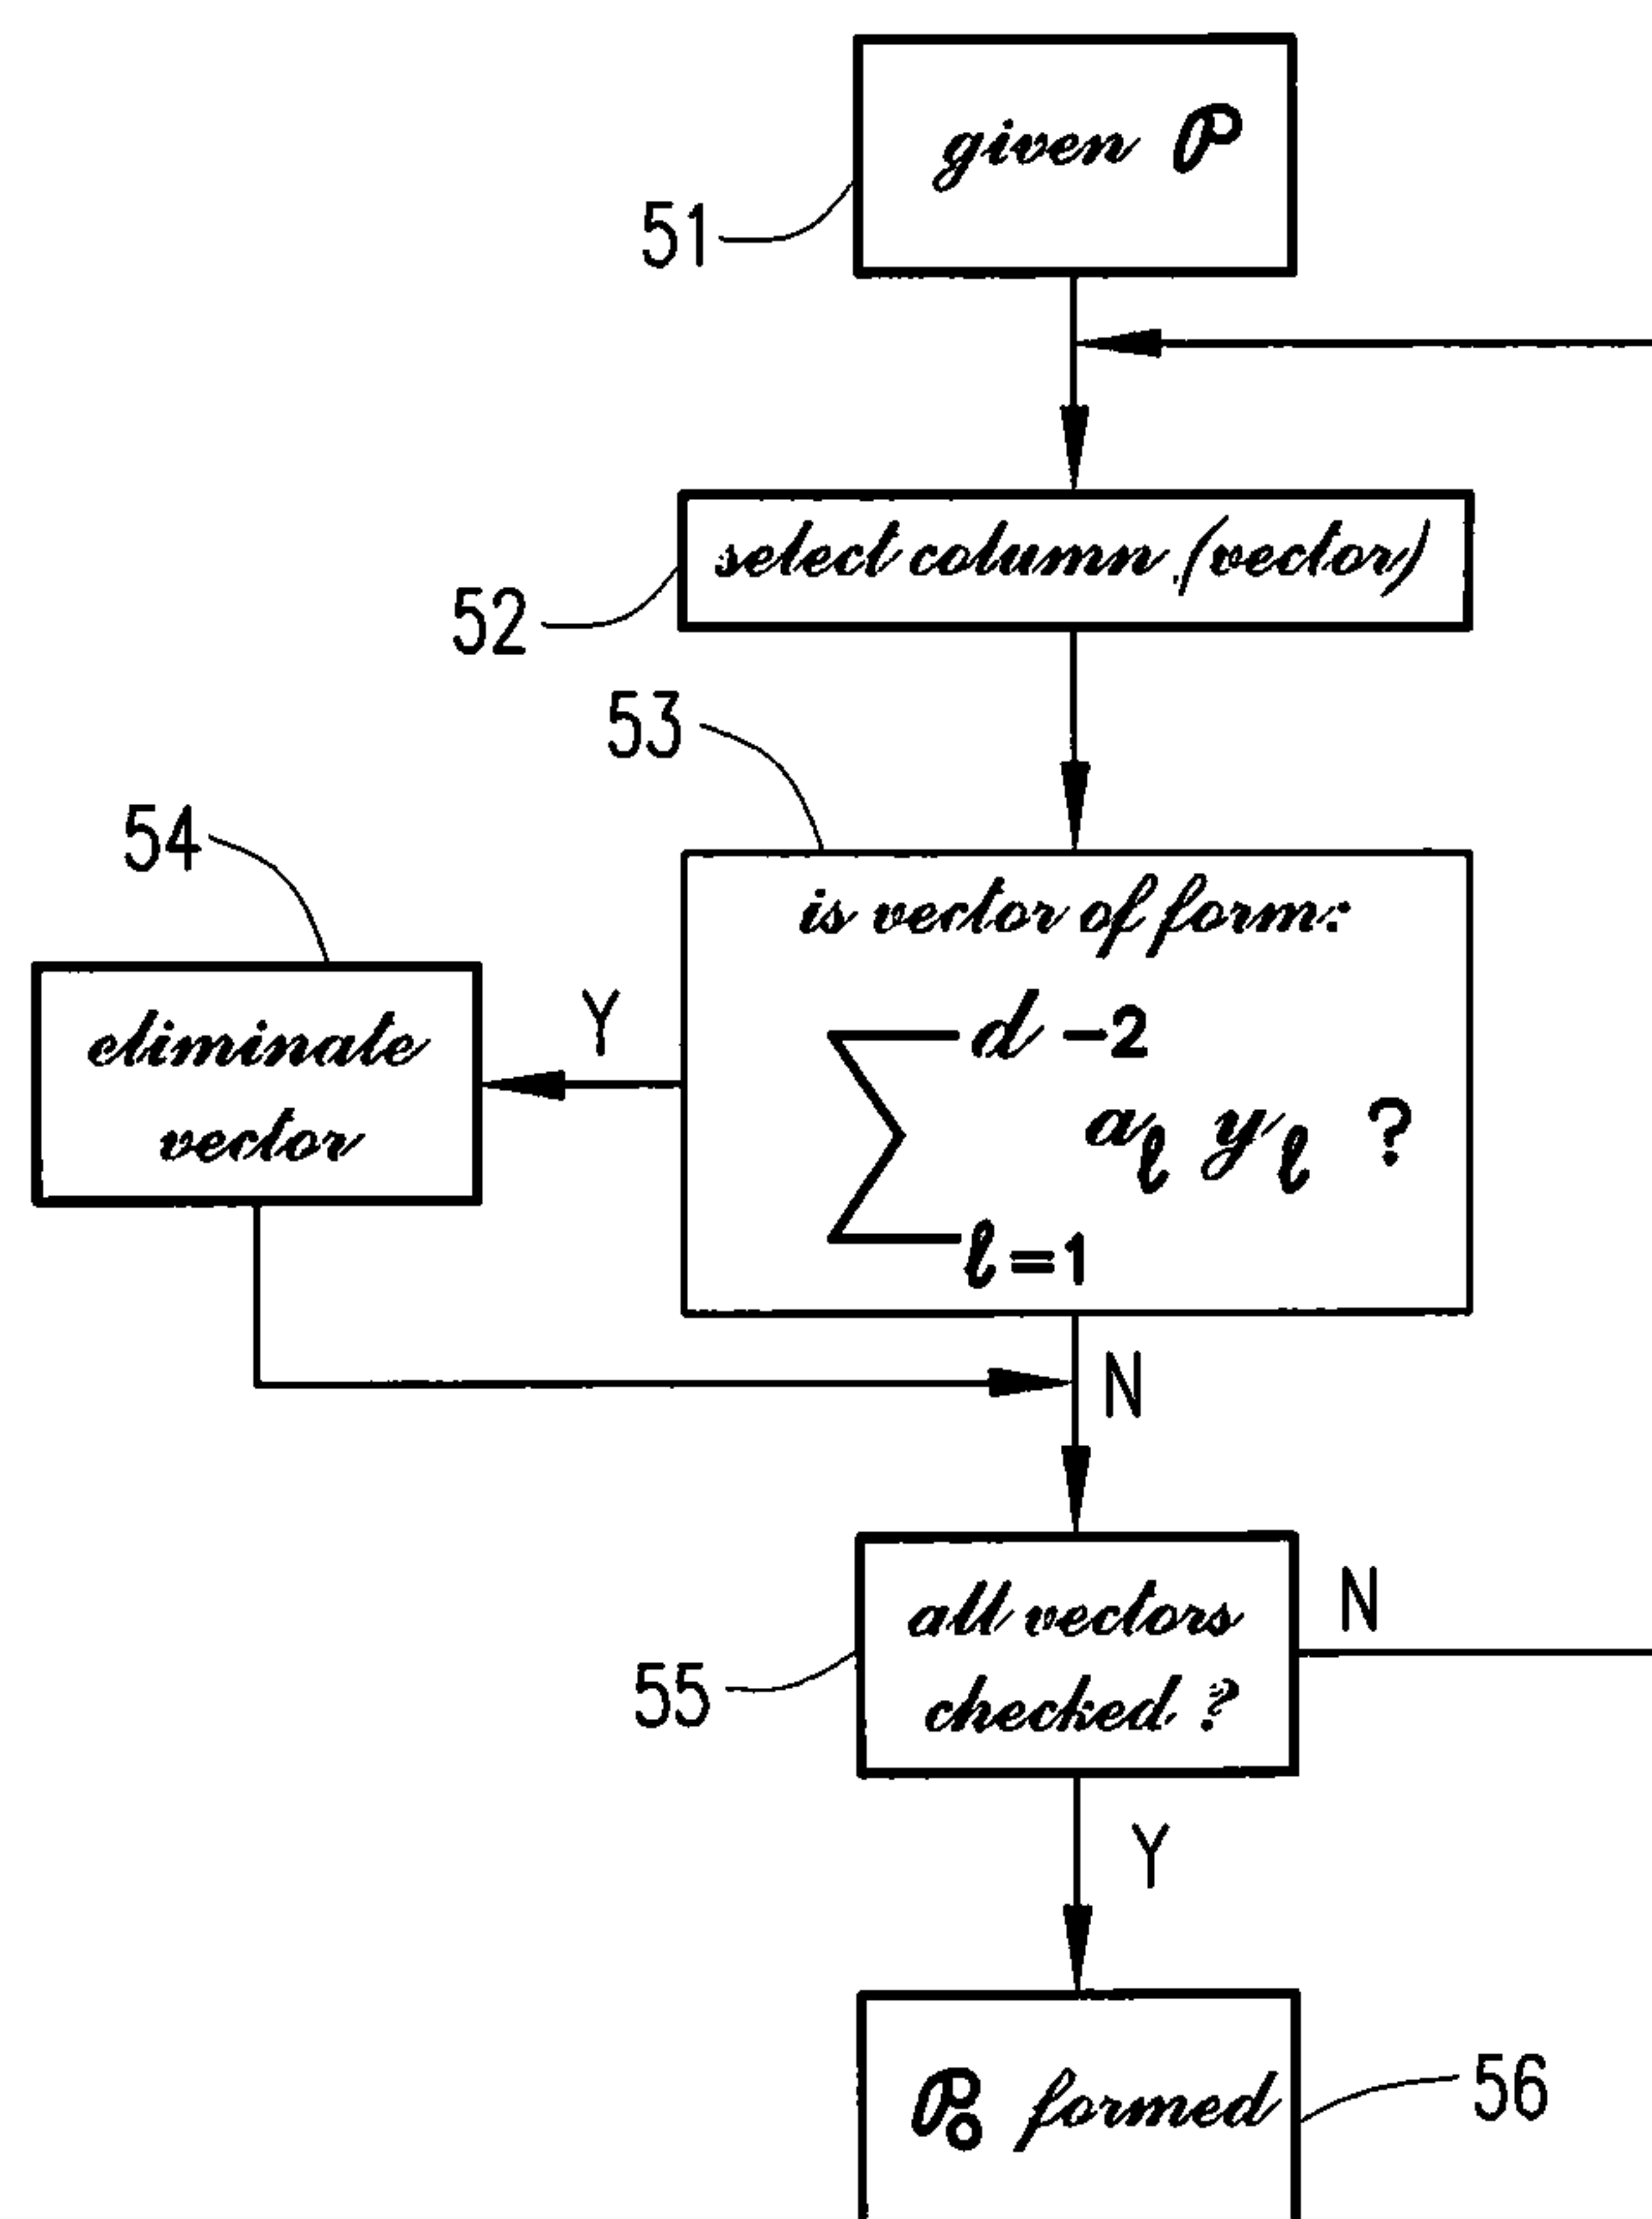 given P
51
select column (vector)
52
53
54
is vector of form:
∑ d -2
a_ℓ y_ℓ ?
ℓ=1
Y
eliminate
vector
N
all vectors
checked ?
N
55
Y
P₀ formed
56